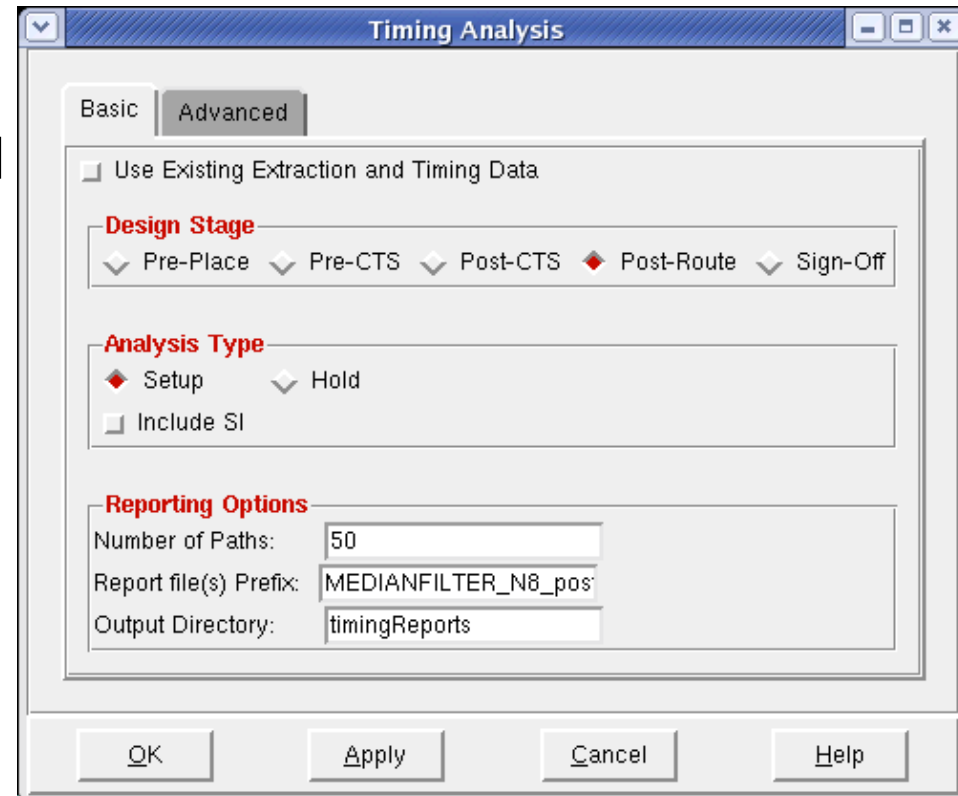 Timing Analysis
Basic Advanced
Use Existing Extraction and Timing Data
Design Stage
Pre-Place Pre-CTS Post-CTS Post-Route Sign-Off
Analysis Type
Setup Hold
Include SI
Reporting Options
Number of Paths: 50
Report file(s) Prefix: MEDIANFILTER_N8_post
Output Directory: timingReports
OK Apply Cancel Help